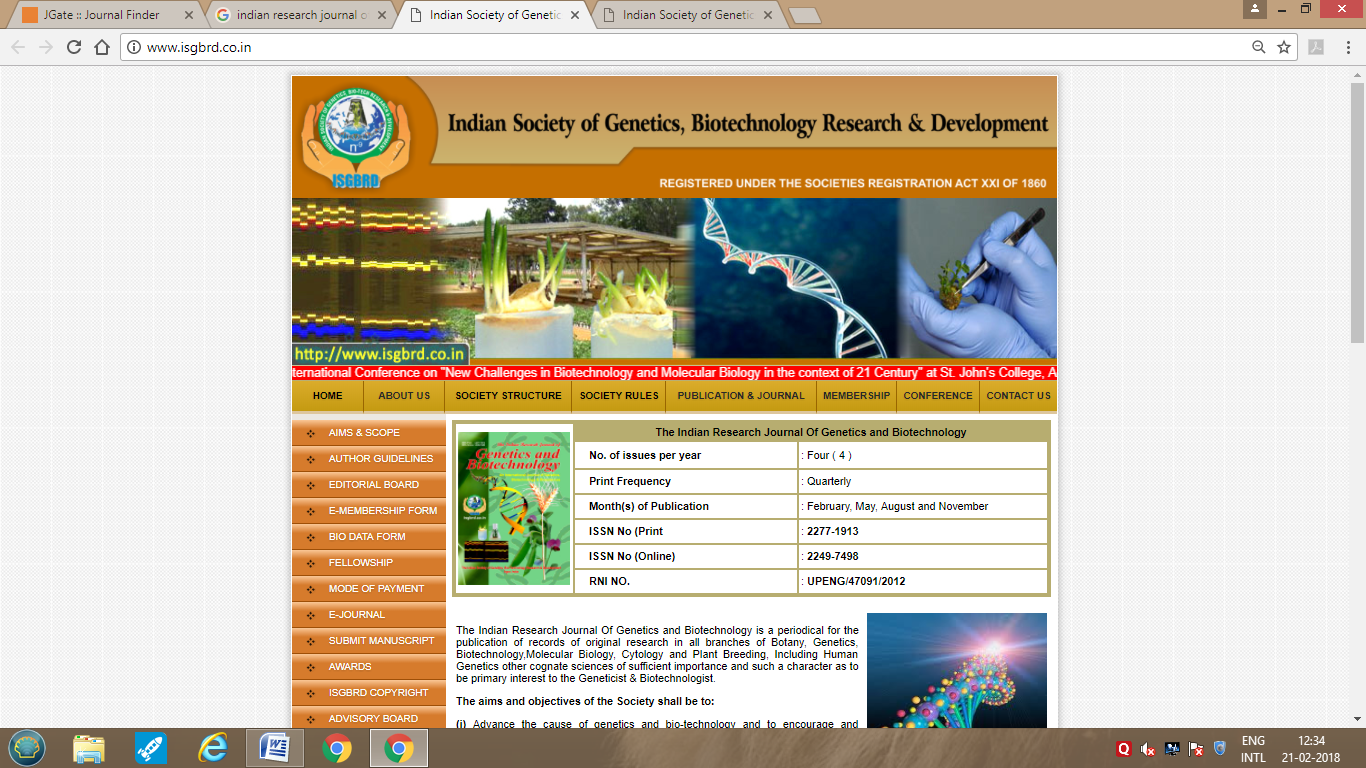 JGate :: Journal Finder
indian research journal o
Indian Society of Genetic
Indian Society of Genetic
www.isgbrd.co.in
ISGBRD
Indian Society of Genetics, Biotechnology Research & Development
REGISTERED UNDER THE SOCIETIES REGISTRATION ACT XXI OF 1860
http://www.isgbrd.co.in
ternational Conference on "New Challenges in Biotechnology and Molecular Biology in the context of 21 Century" at St. John's College, A
HOME ABOUT US SOCIETY STRUCTURE SOCIETY RULES PUBLICATION & JOURNAL MEMBERSHIP CONFERENCE CONTACT US
AIMS & SCOPE
AUTHOR GUIDELINES
EDITORIAL BOARD
E-MEMBERSHIP FORM
BIO DATA FORM
FELLOWSHIP
MODE OF PAYMENT
E-JOURNAL
SUBMIT MANUSCRIPT
AWARDS
ISGBRD COPYRIGHT
ADVISORY BOARD
Genetics and
Biotechnology
The Indian Research Journal Of Genetics and Biotechnology
No. of issues per year : Four ( 4 )
Print Frequency : Quarterly
Month(s) of Publication : February, May, August and November
ISSN No (Print : 2277-1913
ISSN No (Online) : 2249-7498
RNI NO. : UPENG/47091/2012
The Indian Research Journal Of Genetics and Biotechnology is a periodical for the
publication of records of original research in all branches of Botany, Genetics,
Biotechnology,Molecular Biology, Cytology and Plant Breeding, Including Human
Genetics other cognate sciences of sufficient importance and such a character as to
be primary interest to the Geneticist & Biotechnologist.
The aims and objectives of the Society shall be to:
(i) Advance the cause of genetics and bio-technology and to encourage and
ENG
INTL
12:34
21-02-2018